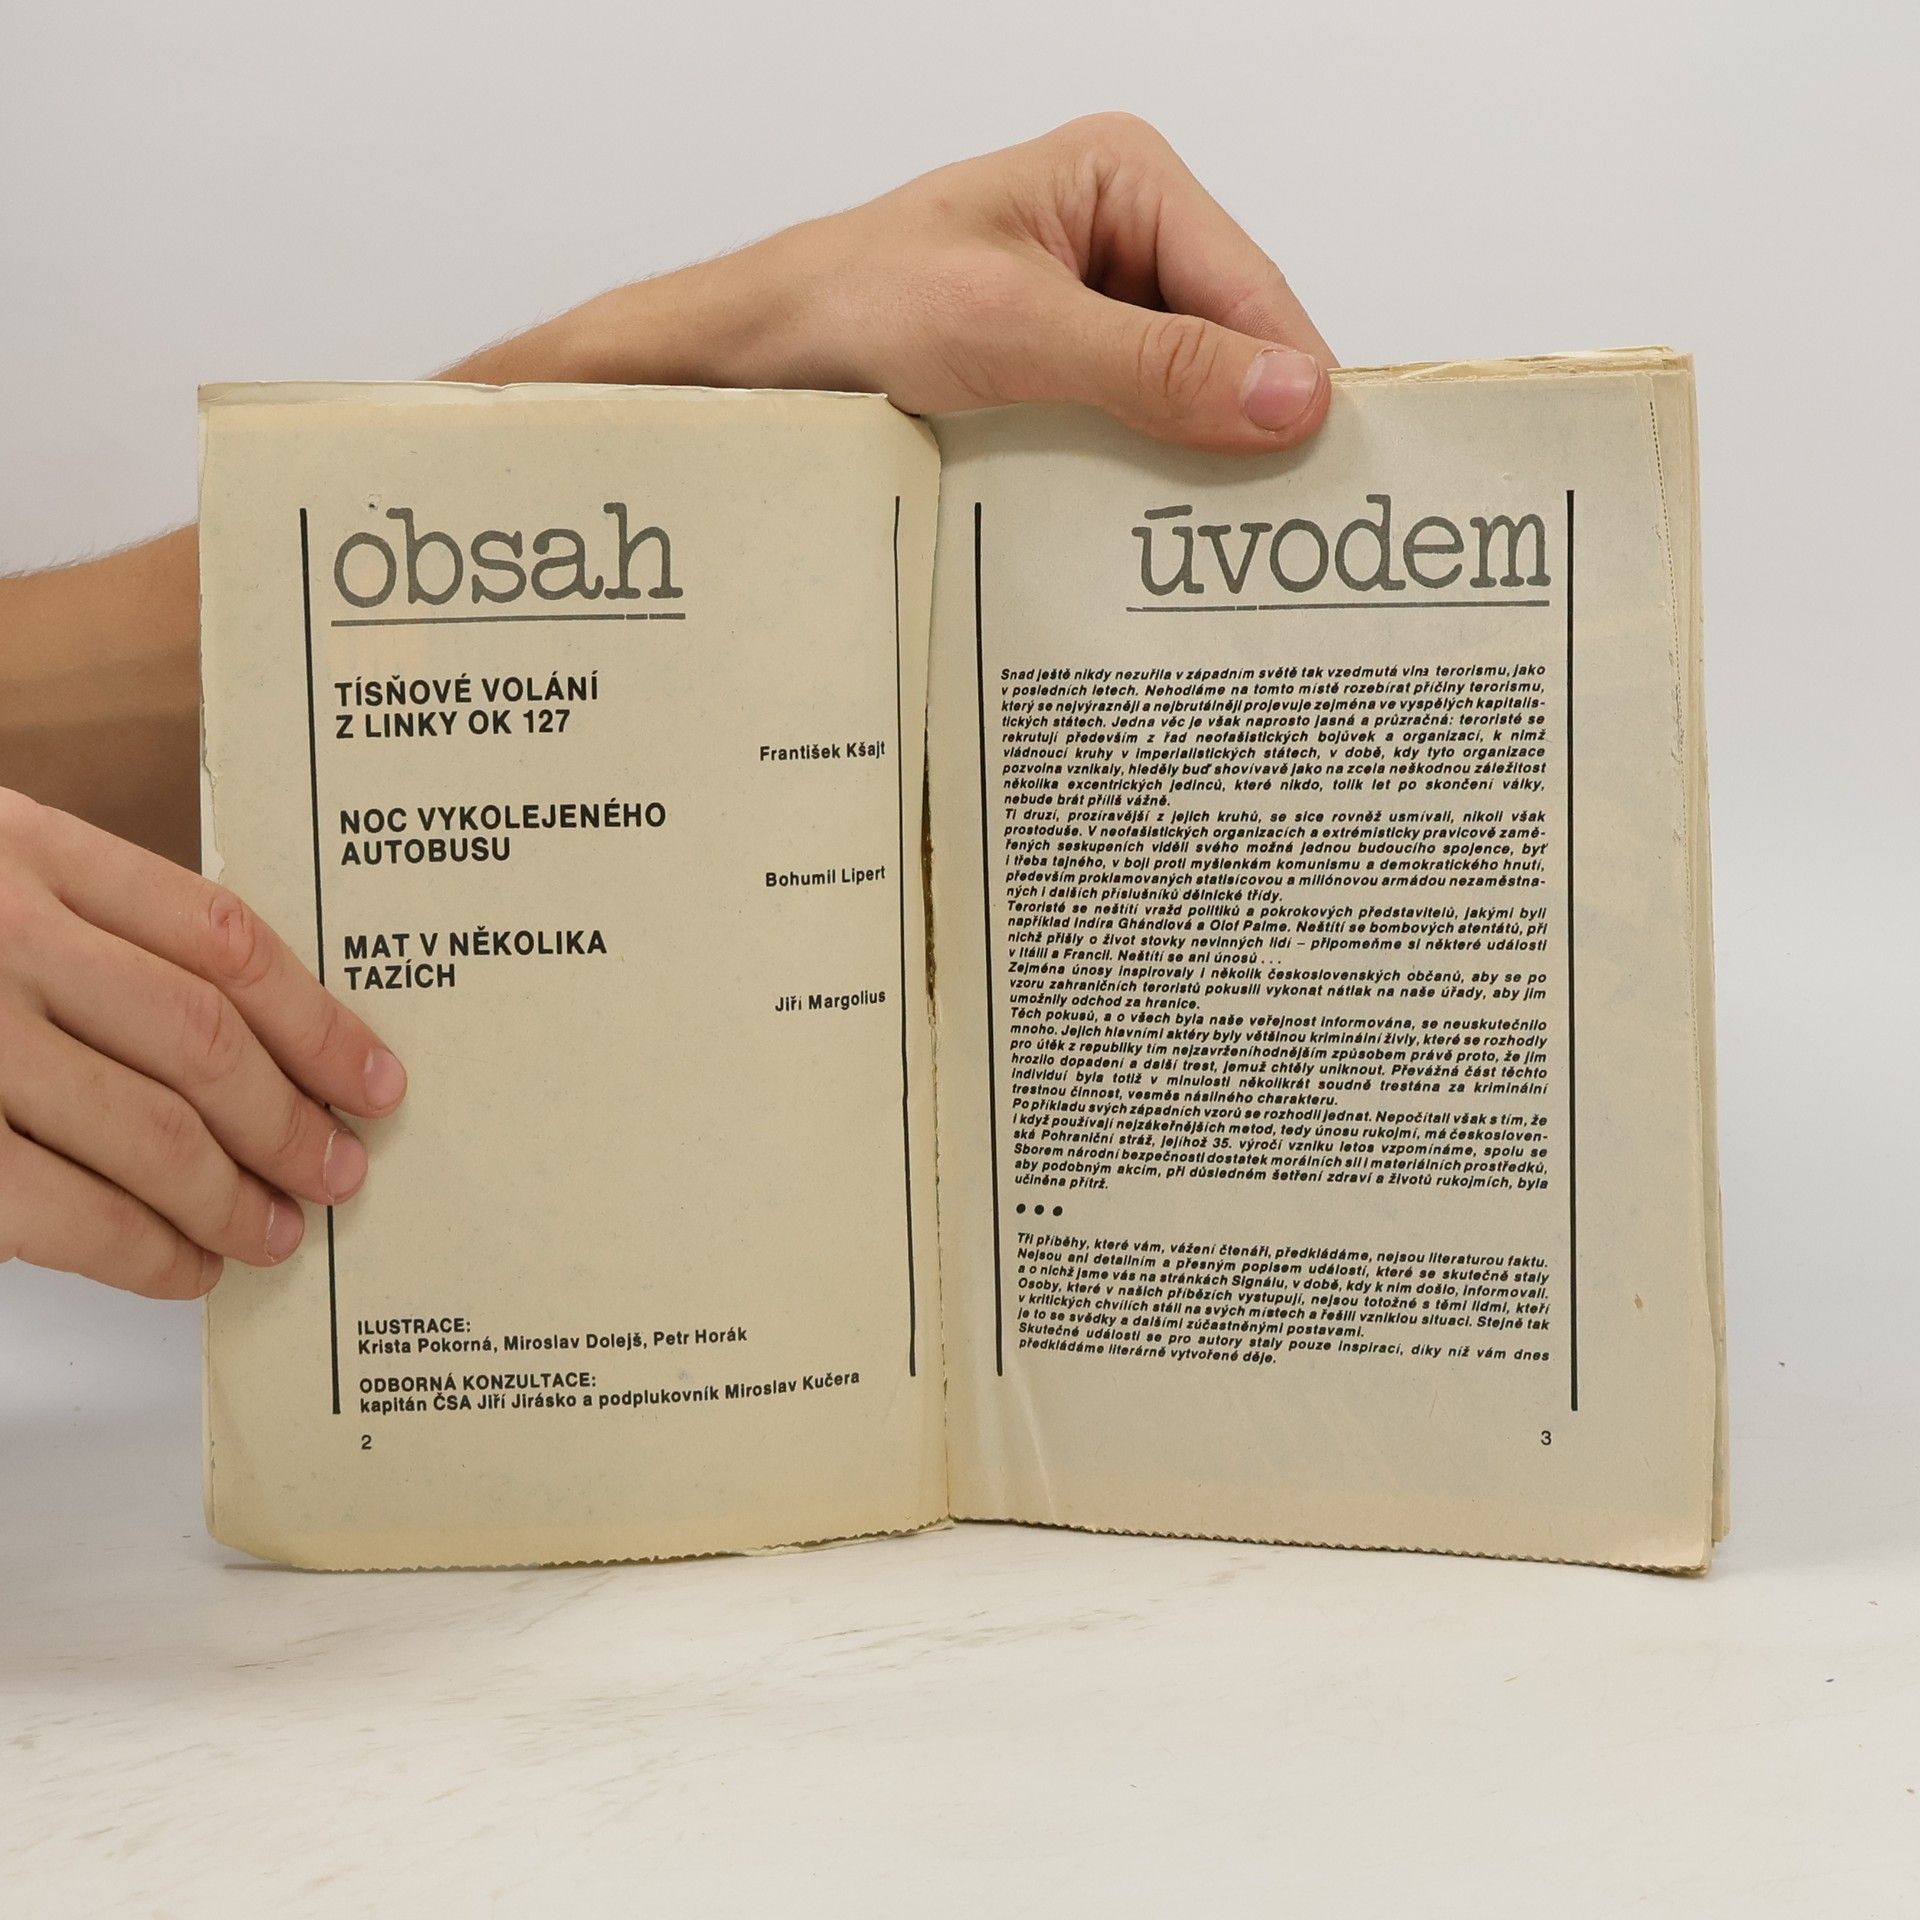 obsah
TÍSŇOVÉ VOLÁNÍ
Z LINKY OK 127
František Kšajt
NOC VYKOLEJENÉHO
AUTOBUSU
Bohumil Lipert
MAT V NĚKOLIKA
TAZÍCH
Jiří Margolius
ILUSTRACE:
Krista Pokorná, Miroslav Dolejš, Petr Horák
ODBORNÁ KONZULTACE:
kapitán ČSA Jiří Jirásko a podplukovník Miroslav Kučera
2
úvodem
Snad ještě nikdy nezuřila v západním světě tak vzedmutá vlna terorismu, jako
v posledních letech. Nehodláme na tomto místě rozebírat příčiny terorismu,
který se nejvýrazněji a nejbrutálněji projevuje zejména ve vyspělých kapitalis-
tických státech. Jedna věc je však naprosto jasná a průzračná: teroristé se
rekrutují především z řad neofašistických bojůvek a organizací, k nimž
vládnoucí kruhy v imperialistických státech, v době, kdy tyto organizace
pozvolna vznikaly, hleděly buď shovívavě jako na zcela neškodnou záležitost
několika excentrických jedinců, které nikdo, tolik let po skončení války,
nebude brát příliš vážně.
Ti druzí, prozíravější z jejich kruhů, se sice rovněž usmívali, nikoli však
prostoduše. V neofašistických organizacích a extrémisticky pravicově zamě-
řených seskupeních viděli svého možná jednou budoucího spojence, byť
i třeba tajného, v boji proti myšlenkám komunismu a demokratického hnutí,
především proklamovaných statisícovou a miliónovou armádou nezaměstna-
ných i dalších příslušníků dělnické třídy.
Teroristé se neštítí vražd politiků a pokrokových představitelů, jakými byli
například Indira Ghándíová a Olof Palme. Neštítí se bombových atentátů, při
nichž přišly o život stovky nevinných lidí – připomeňme si některé události
v Itálii a Francii. Neštítí se ani únosů . . .
Zejména únosy inspirovaly i několik československých občanů, aby se po
vzoru zahraničních teroristů pokusili vykonat nátlak na naše úřady, aby jim
umožnily odchod za hranice.
Těch pokusů, a o všech byla naše veřejnost informována, se neuskutečnilo
mnoho. Jejich hlavními aktéry byly většinou kriminální živly, které se rozhodly
pro útěk z republiky tím nejzavrženíhodnějším způsobem právě proto, že jim
hrozilo dopadení a další trest, jemuž chtěly uniknout. Převážná část těchto
individuí byla totiž v minulosti několikrát soudně trestána za kriminální
trestnou činnost, vesměs násilného charakteru.
Po příkladu svých západních vzorů se rozhodli jednat. Nepočítali však s tím, že
i když používají nejzákeřnějších metod, tedy únosu rukojmí, má českosloven-
ská Pohraniční stráž, jejíhož 35. výročí vzniku letos vzpomínáme, spolu se
Sborem národní bezpečnosti dostatek morálních sil i materiálních prostředků,
aby podobným akcím, při důsledném šetření zdraví a životů rukojmích, byla
učiněna přítrž.
● ● ●
Tři příběhy, které vám, vážení čtenáři, předkládáme, nejsou literaturou faktu.
Nejsou ani detailním a přesným popisem událostí, které se skutečně staly
a o nichž jsme vás na stránkách Signálu, v době, kdy k nim došlo, informovali.
Osoby, které v našich příbězích vystupují, nejsou totožné s těmi lidmi, kteří
v kritických chvílích stáli na svých místech a řešili vzniklou situaci. Stejně tak
je to se svědky a dalšími zúčastněnými postavami.
Skutečné události se pro autory staly pouze inspirací, díky níž vám dnes
předkládáme literárně vytvořené děje.
3